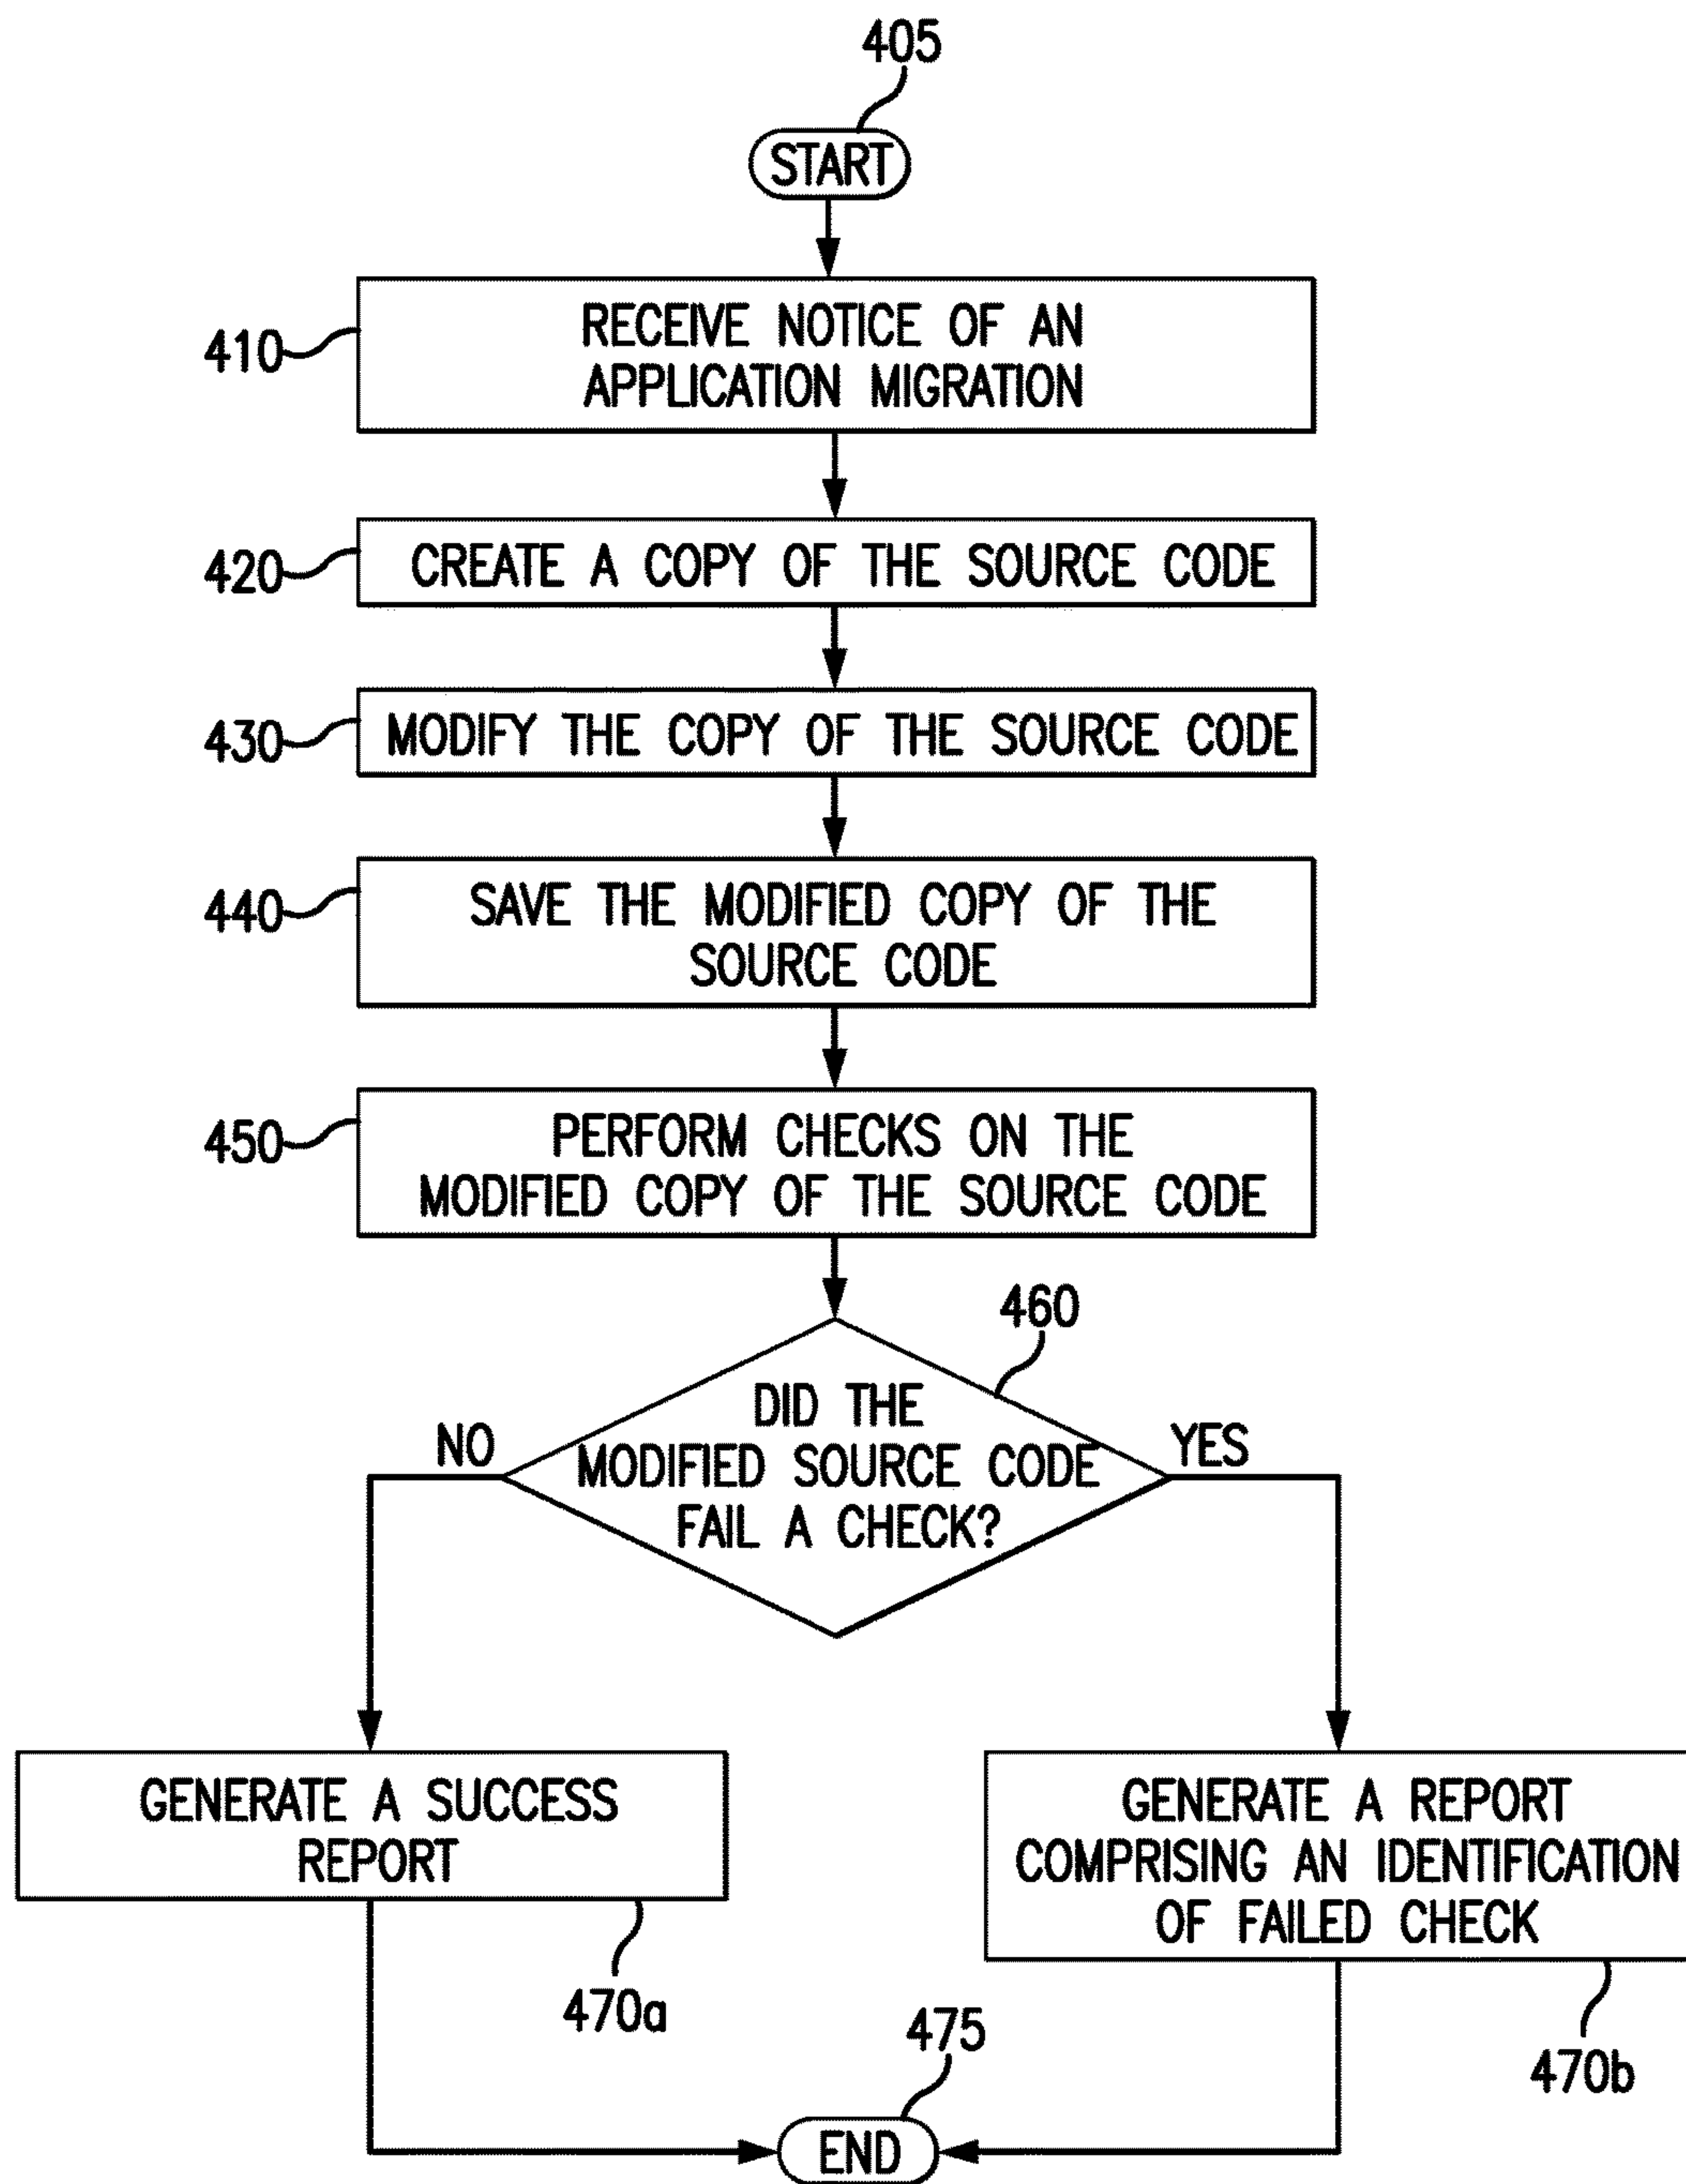 405
START
410
RECEIVE NOTICE OF AN
APPLICATION MIGRATION
420
CREATE A COPY OF THE SOURCE CODE
430
MODIFY THE COPY OF THE SOURCE CODE
440
SAVE THE MODIFIED COPY OF THE
SOURCE CODE
450
PERFORM CHECKS ON THE
MODIFIED COPY OF THE SOURCE CODE
460
DID THE
MODIFIED SOURCE CODE
FAIL A CHECK?
NO
YES
GENERATE A SUCCESS
REPORT
470a
GENERATE A REPORT
COMPRISING AN IDENTIFICATION
OF FAILED CHECK
470b
475
END